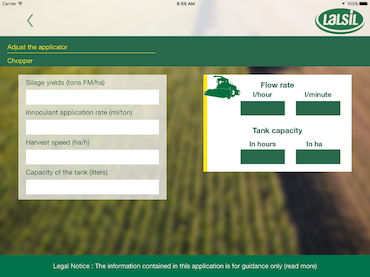 Carrier
8:56 AM
100%
LALSIL
Adjust the applicator
Chopper
Silage yields (tons FM/ha)
Innoculant application rate (ml/ton)
Harvest speed (ha/h)
Capacity of the tank (liters)
Flow rate
l/hour l/minute
Tank capacity
In hours In ha
Legal Notice : The information contained in this application is for guidance only (read more)